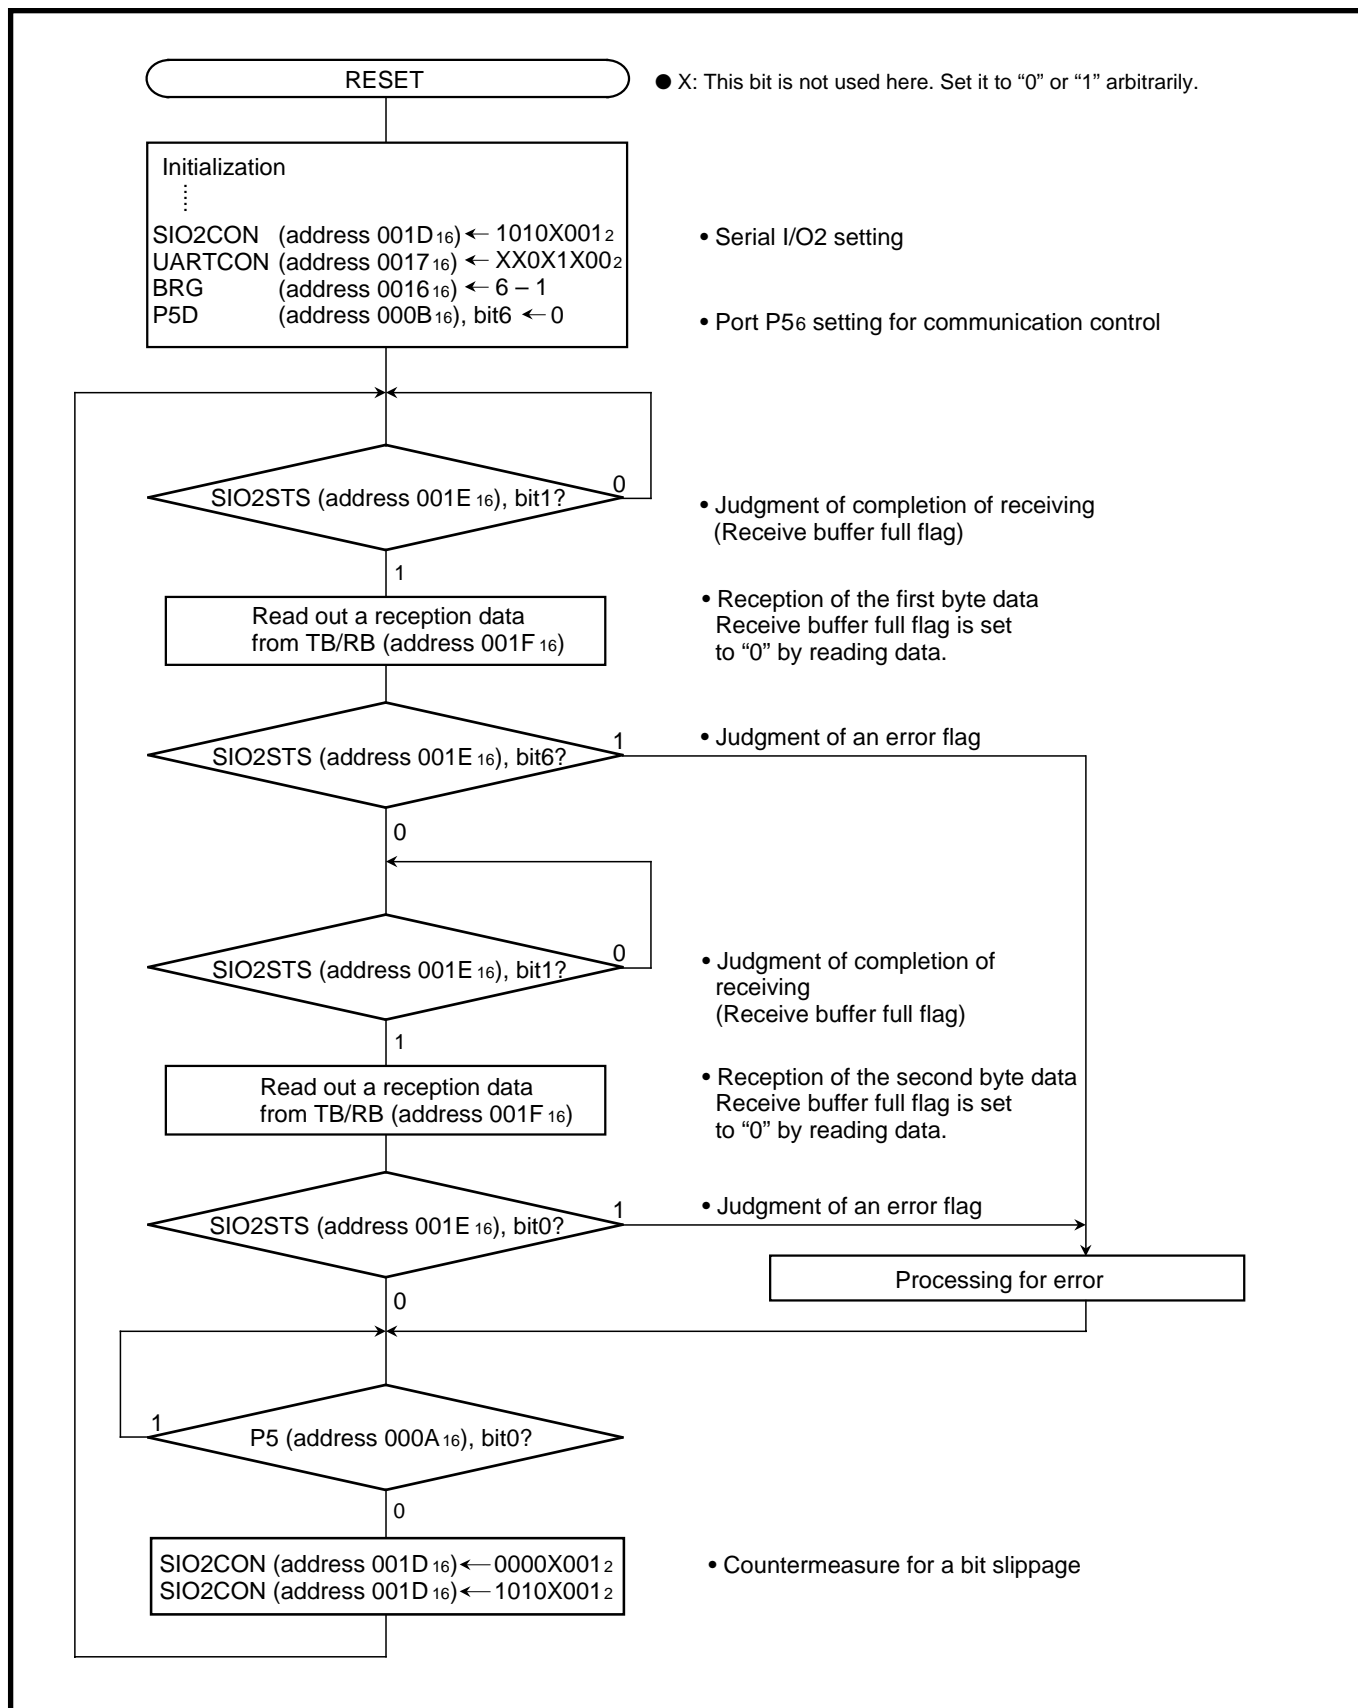 RESET
● X: This bit is not used here. Set it to “0” or “1” arbitrarily.
Initialization
SIO2CON (address 001D16) ← 1010X0012
• Serial I/O2 setting
UARTCON (address 001716) ← XX0X1X002
BRG (address 001616) ← 6 – 1
P5D (address 000B16), bit6 ← 0
• Port P56 setting for communication control
SIO2STS (address 001E16), bit1?
0
• Judgment of completion of receiving
(Receive buffer full flag)
1
Read out a reception data
from TB/RB (address 001F16)
• Reception of the first byte data
Receive buffer full flag is set
to “0” by reading data.
SIO2STS (address 001E16), bit6?
1
• Judgment of an error flag
0
SIO2STS (address 001E16), bit1?
0
• Judgment of completion of
receiving
(Receive buffer full flag)
1
Read out a reception data
from TB/RB (address 001F16)
• Reception of the second byte data
Receive buffer full flag is set
to “0” by reading data.
SIO2STS (address 001E16), bit0?
1
• Judgment of an error flag
Processing for error
0
1
P5 (address 000A16), bit0?
0
SIO2CON (address 001D16) ← 0000X0012
SIO2CON (address 001D16) ← 1010X0012
• Countermeasure for a bit slippage